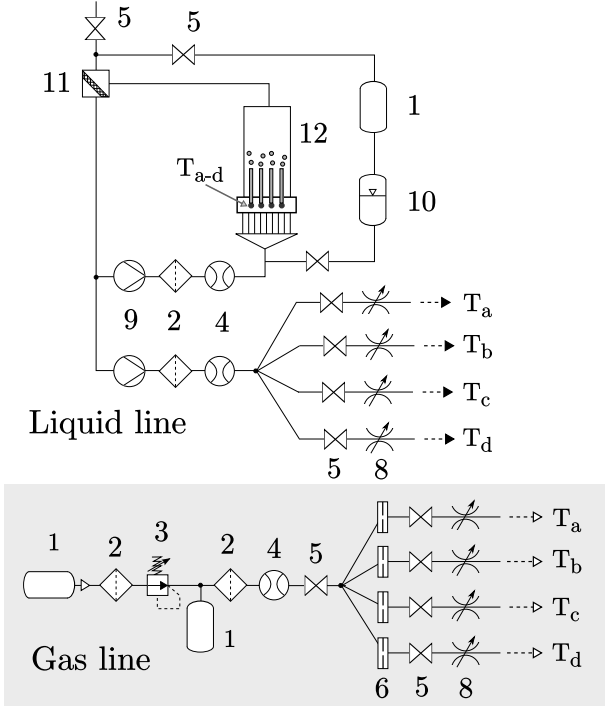 5
5
11
1
12
T_a-d
10
9 2 4
T_a
T_b
T_c
Liquid line
T_d
5 8
1 2 3 2 4 5
T_a
T_b
T_c
1
Gas line
T_d
6 5 8